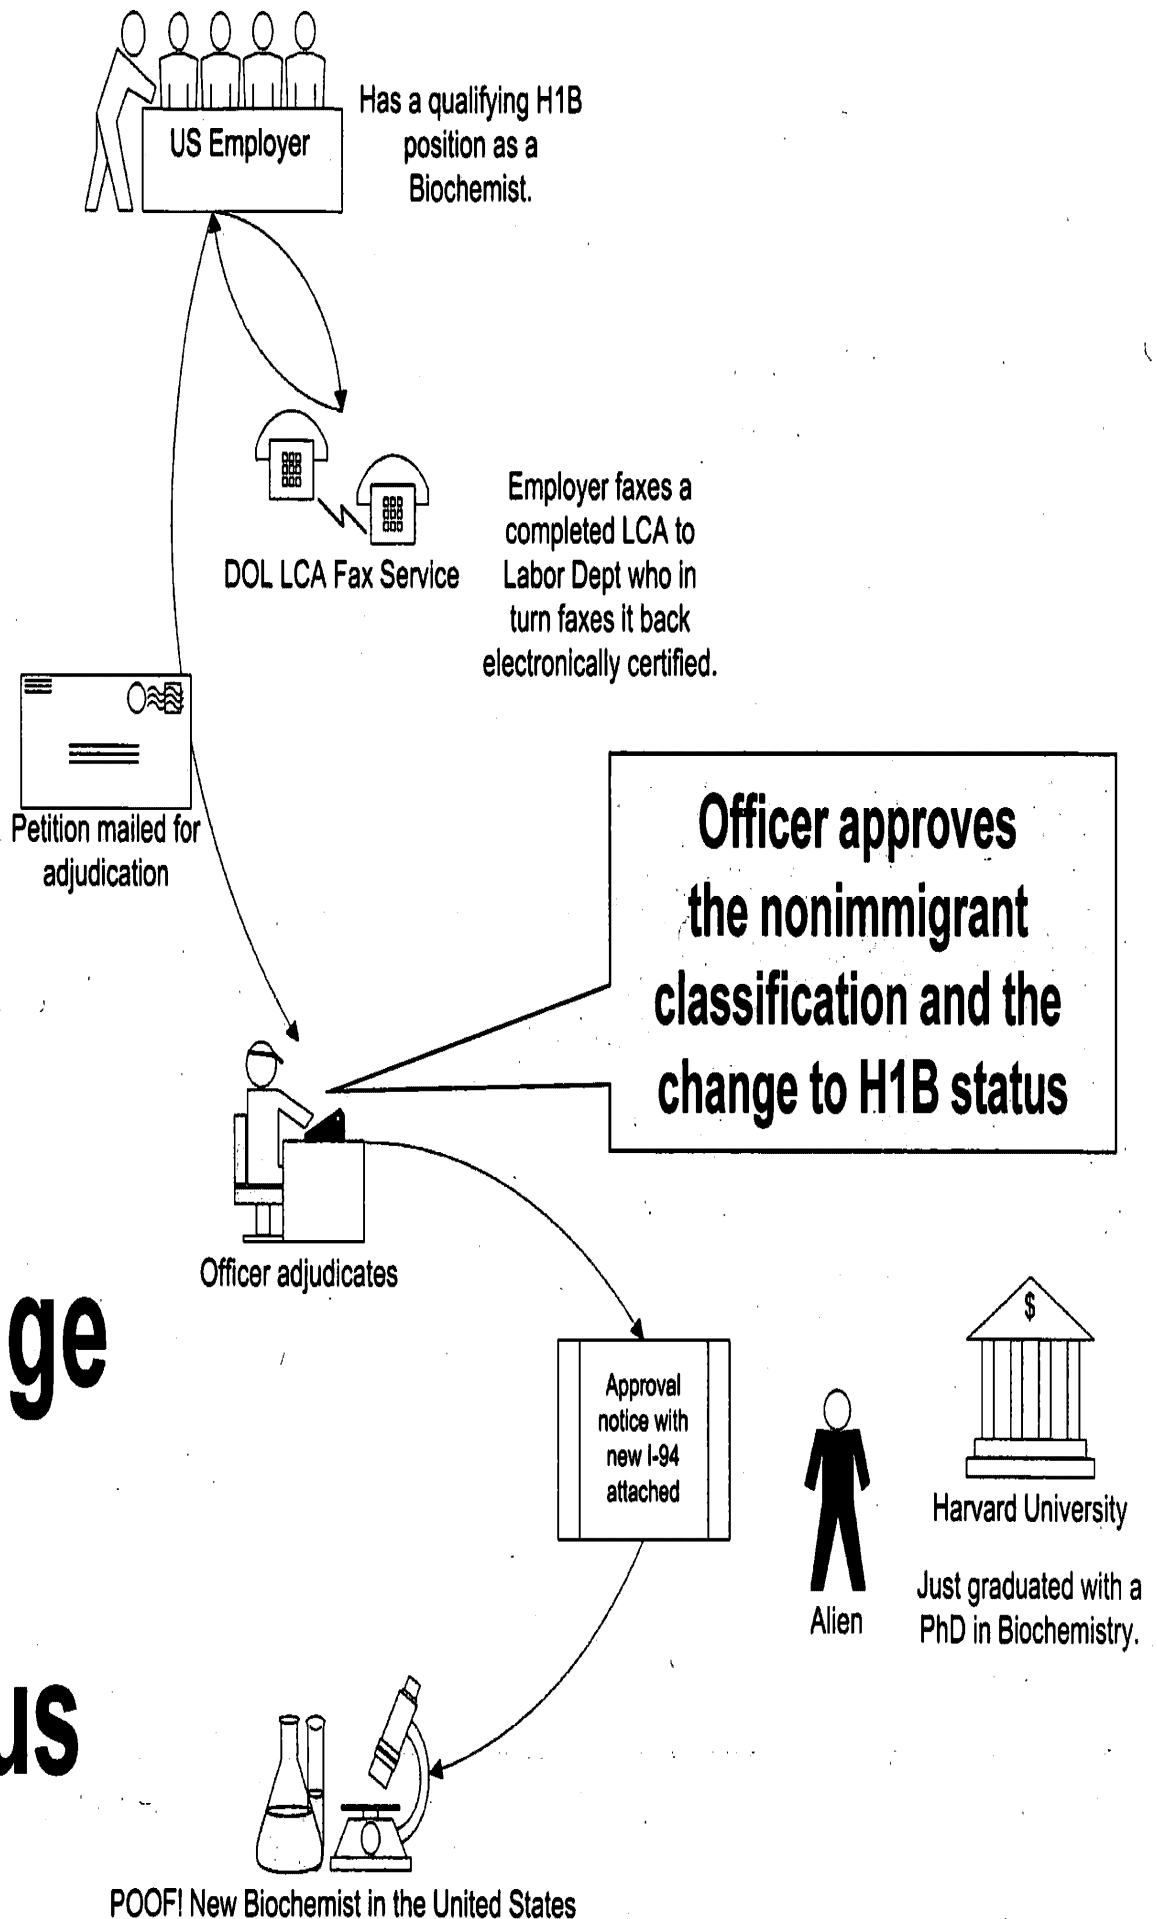 US Employer
Has a qualifying H1B
position as a
Biochemist.
DOL LCA Fax Service
Employer faxes a
completed LCA to
Labor Dept who in
turn faxes it back
electronically certified.
Petition mailed for
adjudication
Officer approves
the nonimmigrant
classification and the
change to H1B status
Officer adjudicates
ge
Approval
notice with
new I-94
attached
$
Harvard University
Just graduated with a
PhD in Biochemistry.
Alien
us
POOF! New Biochemist in the United States